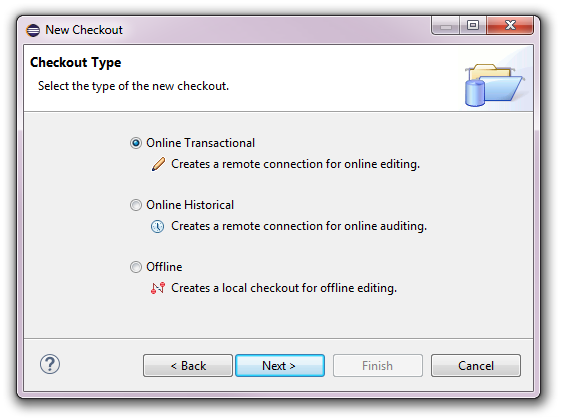 New Checkout
Checkout Type
Select the type of the new checkout.
Online Transactional
Creates a remote connection for online editing.
Online Historical
Creates a remote connection for online auditing.
Offline
Creates a local checkout for offline editing.
?
< Back
Next >
Finish
Cancel